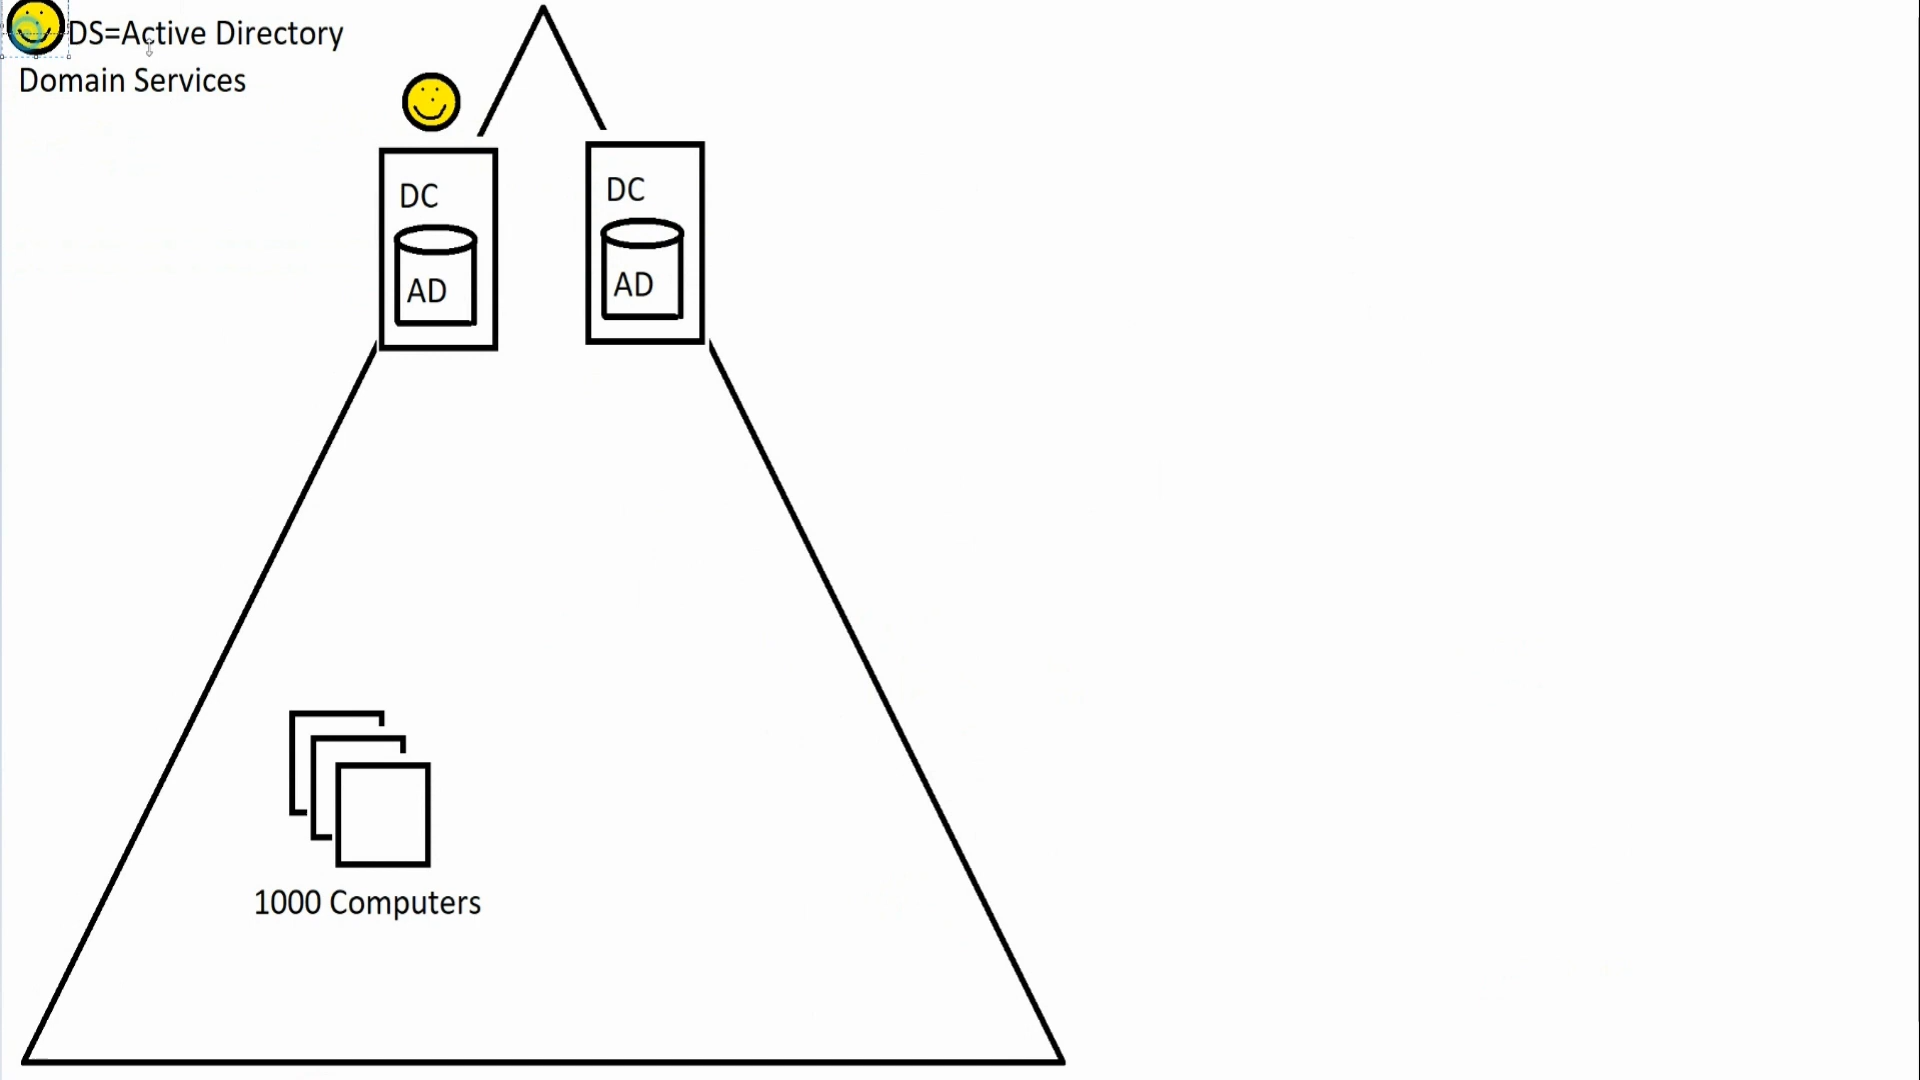 DS=Active Directory
Domain Services
DC
DC
AD
AD
1000 Computers